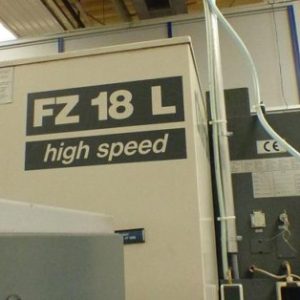 FZ 18 L
high speed
CE